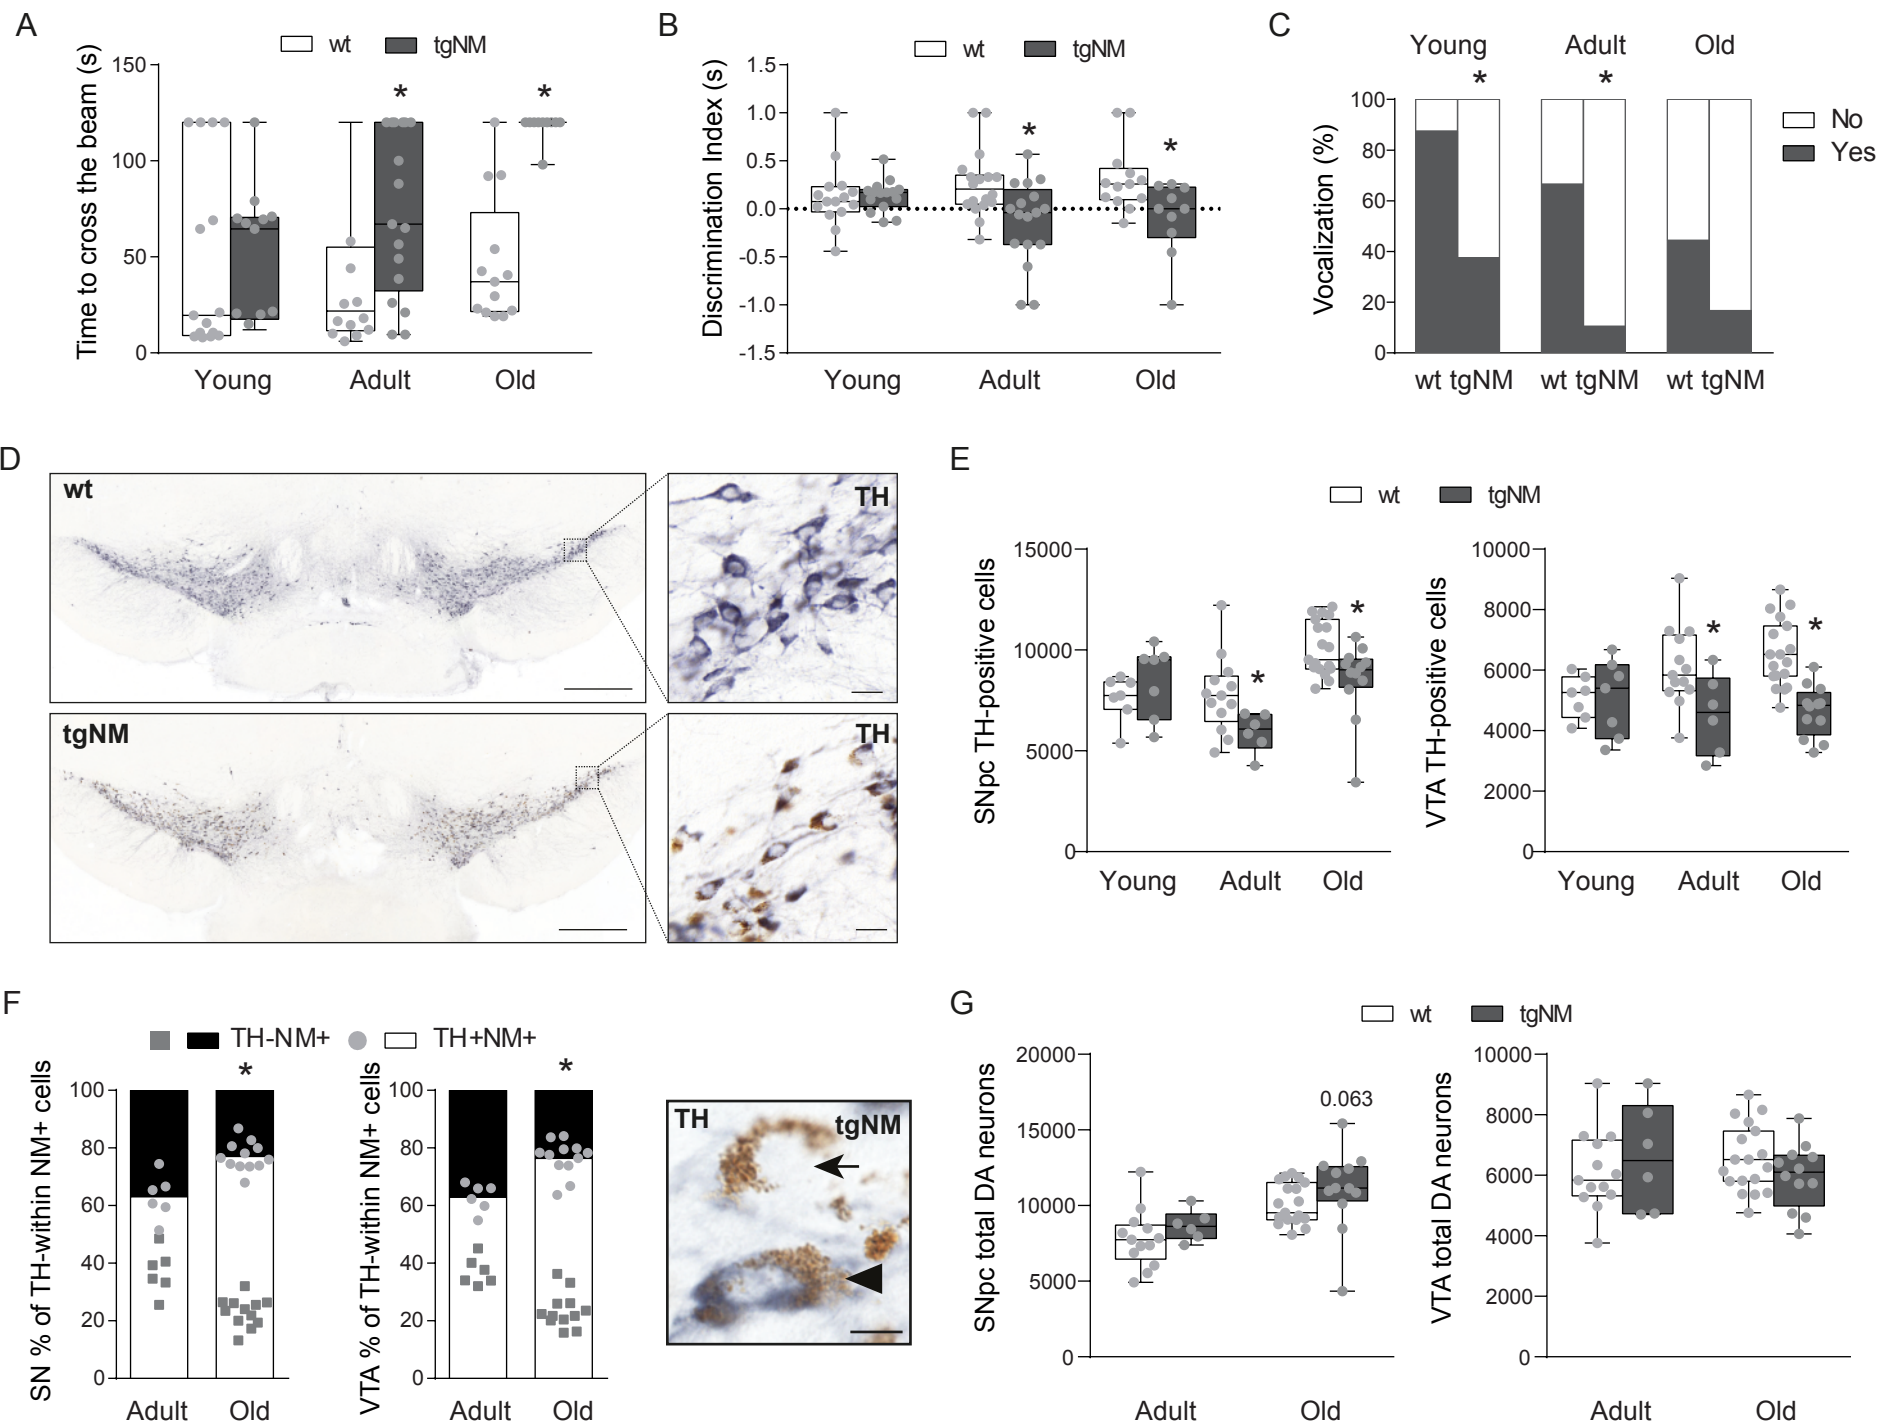 A
wt tgNM
Time to cross the beam (s)
150
100
50
0
*
*
Young Adult Old
B
wt tgNM
Discrimination Index (s)
1.5
1.0
0.5
0.0
-0.5
-1.0
-1.5
*
*
Young Adult Old
C
Young Adult Old
* *
Vocalization (%)
100
80
60
40
20
0
No
Yes
wt tgNM wt tgNM wt tgNM
D
wt
TH
tgNM
TH
E
wt tgNM
SNpc TH-positive cells
15000
10000
5000
0
*
*
Young Adult Old
VTA TH-positive cells
10000
8000
6000
4000
2000
0
*
*
Young Adult Old
F
TH-NM+ TH+NM+
SN % of TH-within NM+ cells
100
80
60
40
20
0
*
Adult Old
VTA % of TH-within NM+ cells
100
80
60
40
20
0
*
Adult Old
TH
tgNM
G
wt tgNM
SNpc total DA neurons
20000
15000
10000
5000
0
0.063
Adult Old
VTA total DA neurons
10000
8000
6000
4000
2000
0
Adult Old